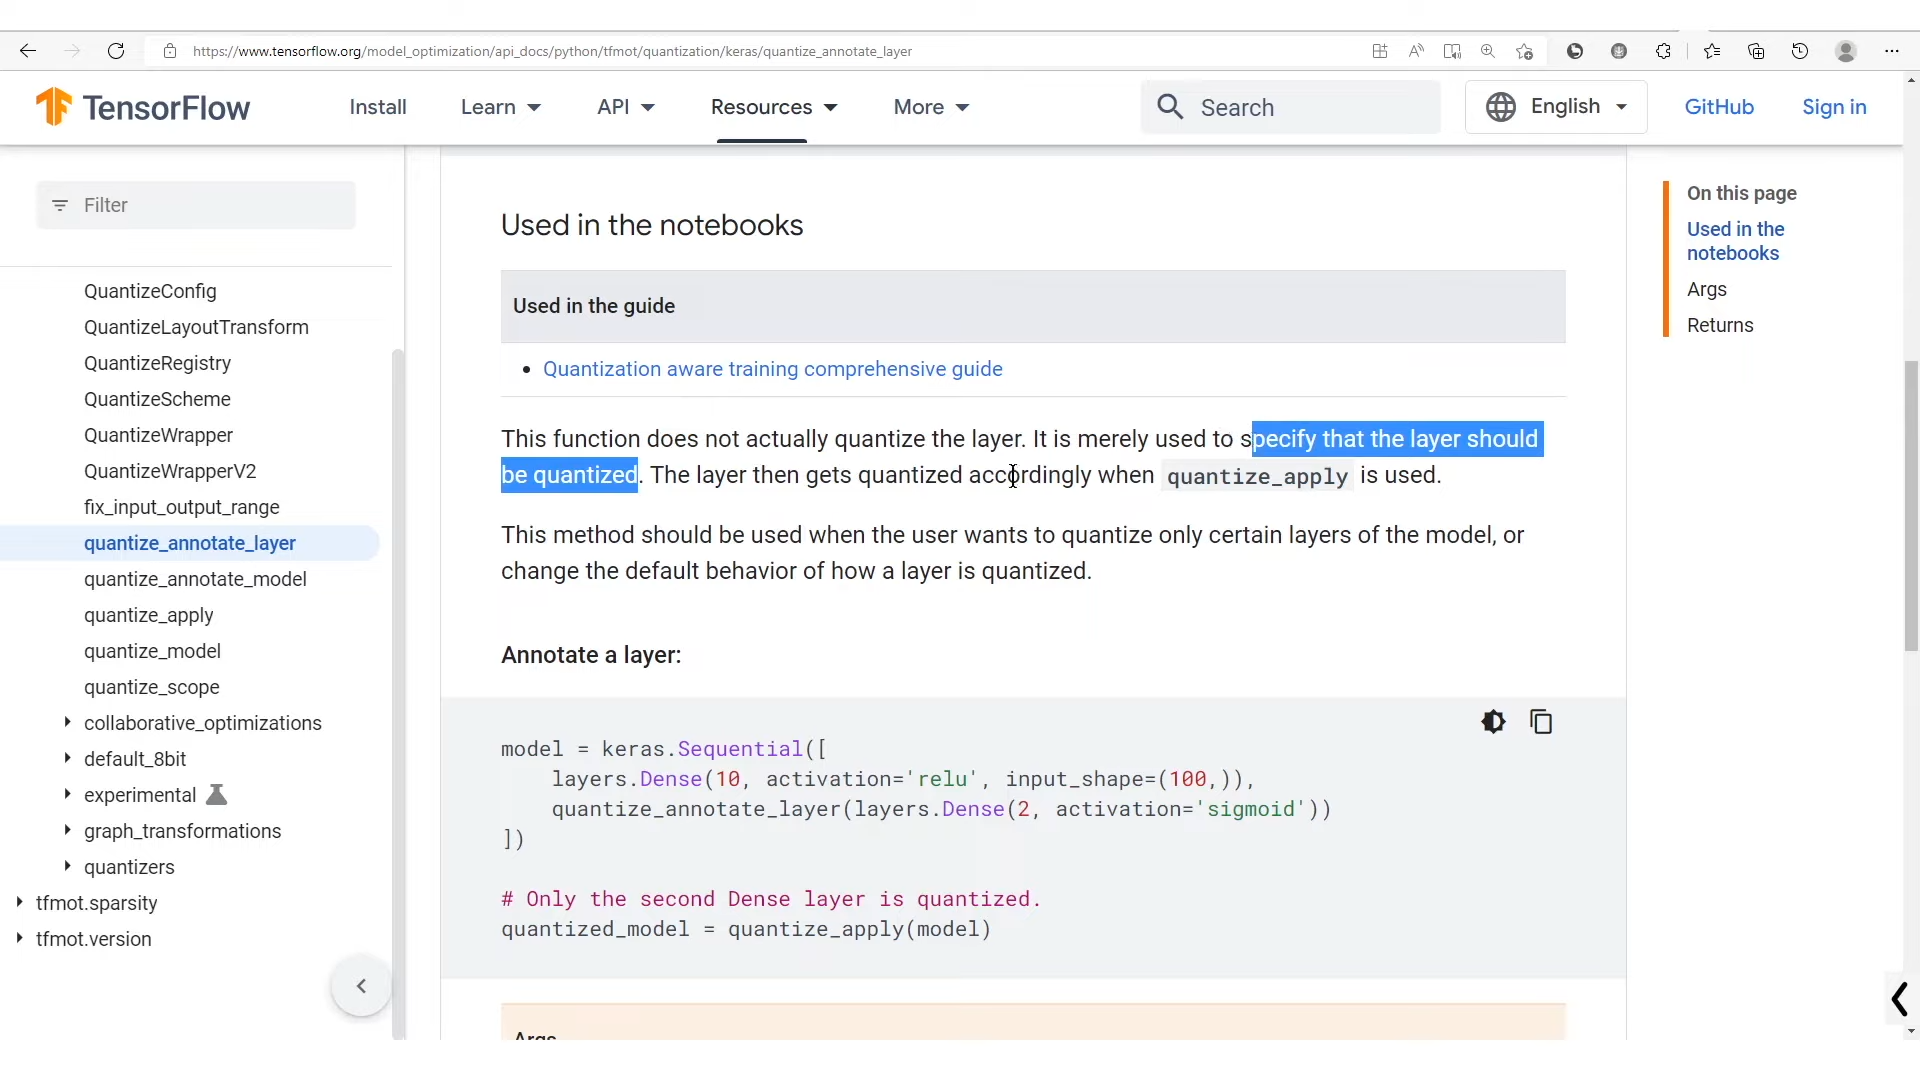 https://www.tensorflow.org/model_optimization/api_docs/python/tfmot/quantization/keras/quantize_annotate_layer
TensorFlow
Install
Learn
API
Resources
More
Search
English
GitHub
Sign in
Filter
QuantizeConfig
QuantizeLayoutTransform
QuantizeRegistry
QuantizeScheme
QuantizeWrapper
QuantizeWrapperV2
fix_input_output_range
quantize_annotate_layer
quantize_annotate_model
quantize_apply
quantize_model
quantize_scope
collaborative_optimizations
default_8bit
experimental
graph_transformations
quantizers
tfmot.sparsity
tfmot.version
Used in the notebooks
Used in the guide
Quantization aware training comprehensive guide
This function does not actually quantize the layer. It is merely used to specify that the layer should
be quantized. The layer then gets quantized accordingly when quantize_apply is used.
This method should be used when the user wants to quantize only certain layers of the model, or
change the default behavior of how a layer is quantized.
Annotate a layer:
model = keras.Sequential([
    layers.Dense(10, activation='relu', input_shape=(100,)),
    quantize_annotate_layer(layers.Dense(2, activation='sigmoid'))
])
# Only the second Dense layer is quantized.
quantized_model = quantize_apply(model)
Args
On this page
Used in the
notebooks
Args
Returns